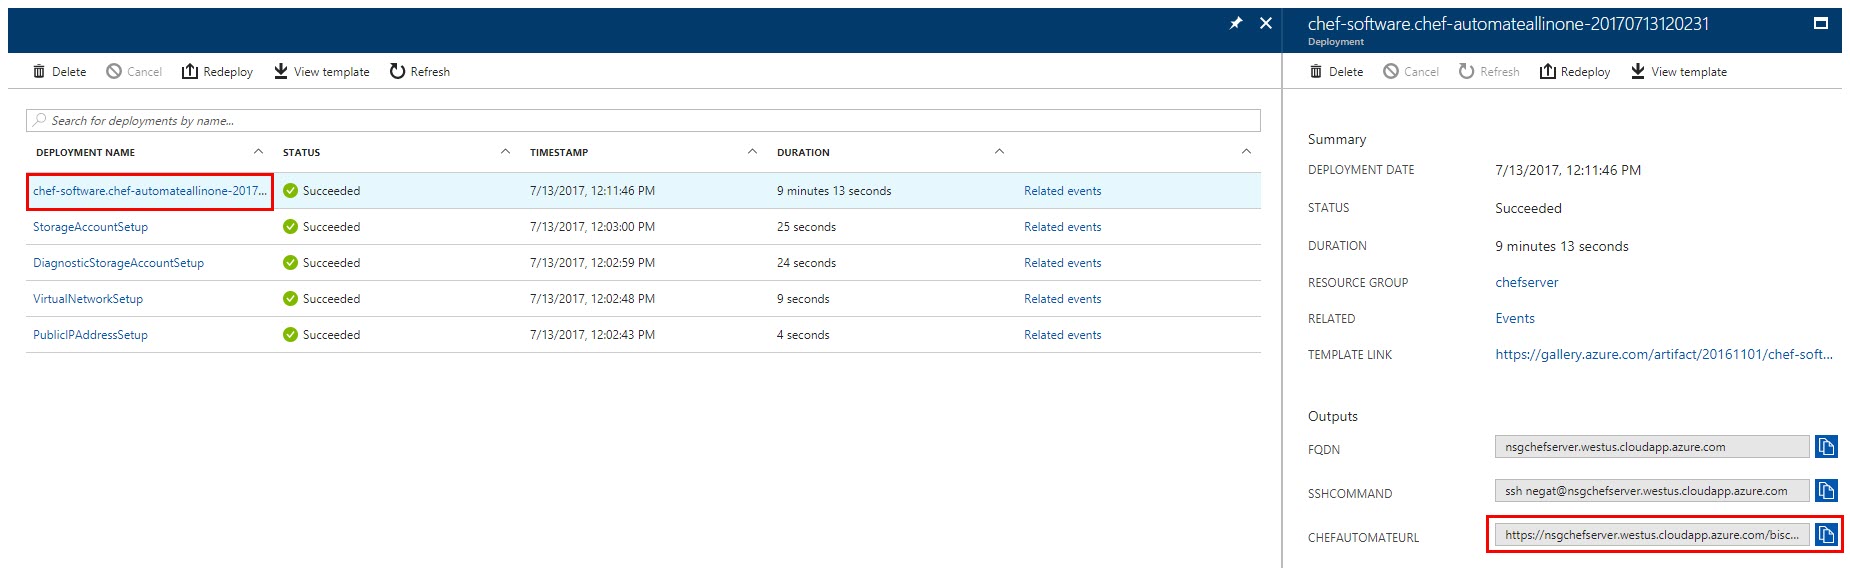 chef-software.chef-automateallinone-20170713120231
Deployment
Delete Cancel Redeploy View template Refresh
Delete Cancel Refresh Redeploy View template
Search for deployments by name...
DEPLOYMENT NAME STATUS TIMESTAMP DURATION
chef-software.chef-automateallinone-2017... Succeeded 7/13/2017, 12:11:46 PM 9 minutes 13 seconds Related events
StorageAccountSetup Succeeded 7/13/2017, 12:03:00 PM 25 seconds Related events
DiagnosticStorageAccountSetup Succeeded 7/13/2017, 12:02:59 PM 24 seconds Related events
VirtualNetworkSetup Succeeded 7/13/2017, 12:02:48 PM 9 seconds Related events
PublicIPAddressSetup Succeeded 7/13/2017, 12:02:43 PM 4 seconds Related events
Summary
DEPLOYMENT DATE 7/13/2017, 12:11:46 PM
STATUS Succeeded
DURATION 9 minutes 13 seconds
RESOURCE GROUP chefserver
RELATED Events
TEMPLATE LINK https://gallery.azure.com/artifact/20161101/chef-soft...
Outputs
FQDN nsgchefserver.westus.cloudapp.azure.com
SSHCOMMAND ssh negat@nsgchefserver.westus.cloudapp.azure.com
CHEFAUTOMATEURL https://nsgchefserver.westus.cloudapp.azure.com/bisc...